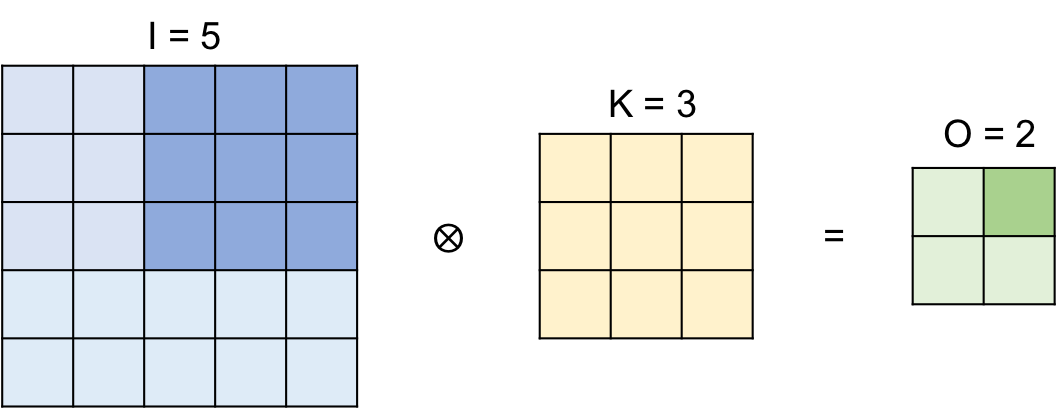 I = 5
K = 3
O = 2
⊗
=